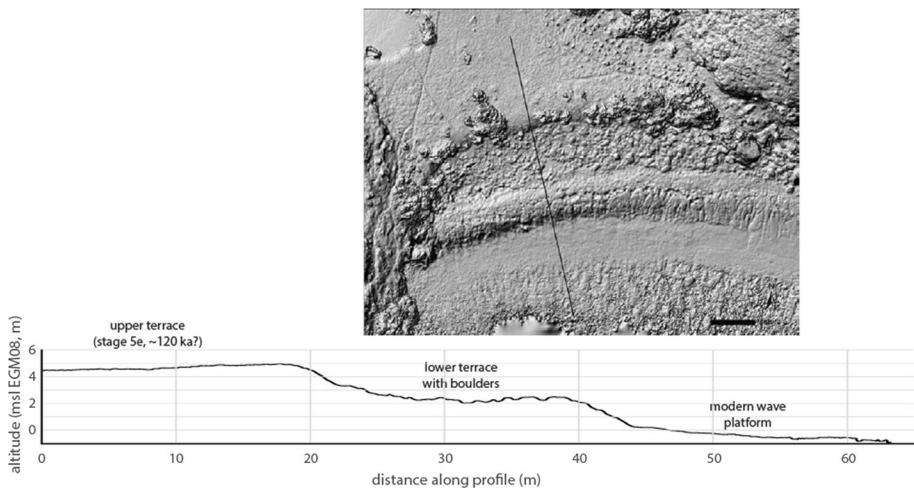 upper terrace
(stage 5e, ~120 ka?)
lower terrace
with boulders
modern wave
platform
altitude (msl EGM08, m)
6
4
2
0
0
10
20
30
40
50
60
distance along profile (m)